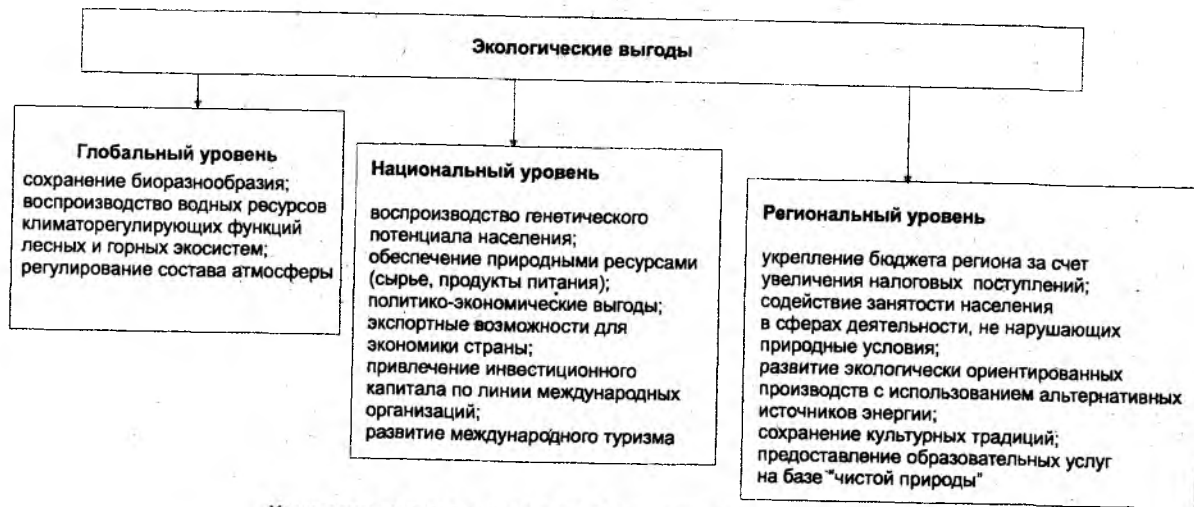 Экологические выгоды
Глобальный уровень
сохранение биоразнообразия;
воспроизводство водных ресурсов
климаторегулирующих функций
лесных и горных экосистем;
регулирование состава атмосферы
Национальный уровень
воспроизводство генетического
потенциала населения;
обеспечение природными ресурсами
(сырье, продукты питания);
политико-экономические выгоды;
экспортные возможности для
экономики страны;
привлечение инвестиционного
капитала по линии международных
организаций;
развитие международного туризма
Региональный уровень
укрепление бюджета региона за счет
увеличения налоговых поступлений;
содействие занятости населения
в сферах деятельности, не нарушающих
природные условия;
развитие экологически ориентированных
производств с использованием альтернативных
источников энергии;
сохранение культурных традиций;
предоставление образовательных услуг
на базе "чистой природы"